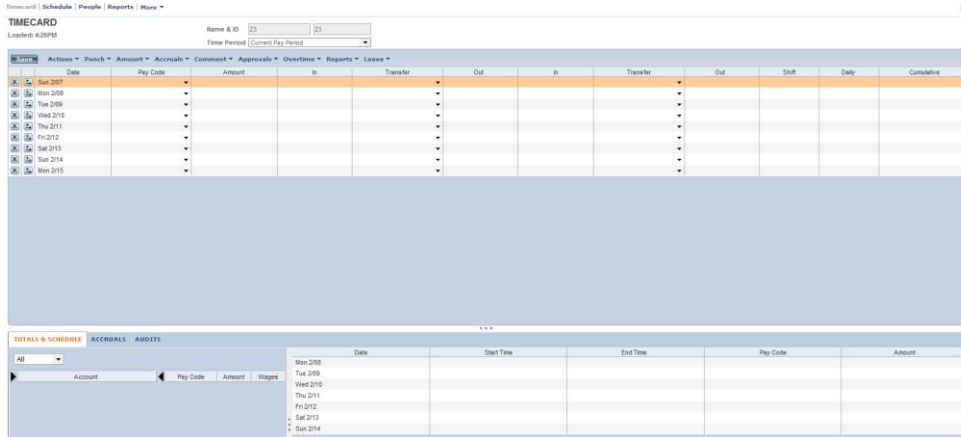 Timecard | Schedule | People | Reports | More
TIMECARD
Loaded: 4:26PM
Name & ID 23 23
Time Period Current Pay Period
Save Actions Punch Amount Accruals Comment Approvals Overtime Reports Leave
Date Pay Code Amount In Transfer Out In Transfer Out Shift Daily Cumulative
Sun 2/07
Mon 2/08
Tue 2/09
Wed 2/10
Thu 2/11
Fri 2/12
Sat 2/13
Sun 2/14
Mon 2/15
TOTALS & SCHEDULE ACCRUALS AUDITS
All
Account Pay Code Amount Wages
Date Start Time End Time Pay Code Amount
Mon 2/08
Tue 2/09
Wed 2/10
Thu 2/11
Fri 2/12
Sat 2/13
Sun 2/14